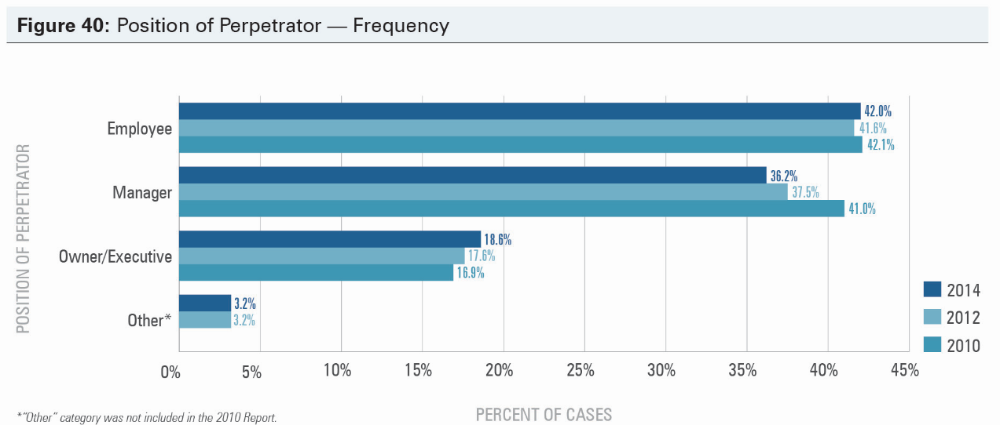 Figure 40: Position of Perpetrator — Frequency
POSITION OF PERPETRATOR
Employee
42.0%
41.6%
42.1%
Manager
36.2%
37.5%
41.0%
Owner/Executive
18.6%
17.6%
16.9%
Other*
3.2%
3.2%
2014
2012
2010
0% 5% 10% 15% 20% 25% 30% 35% 40% 45%
PERCENT OF CASES
*"Other" category was not included in the 2010 Report.